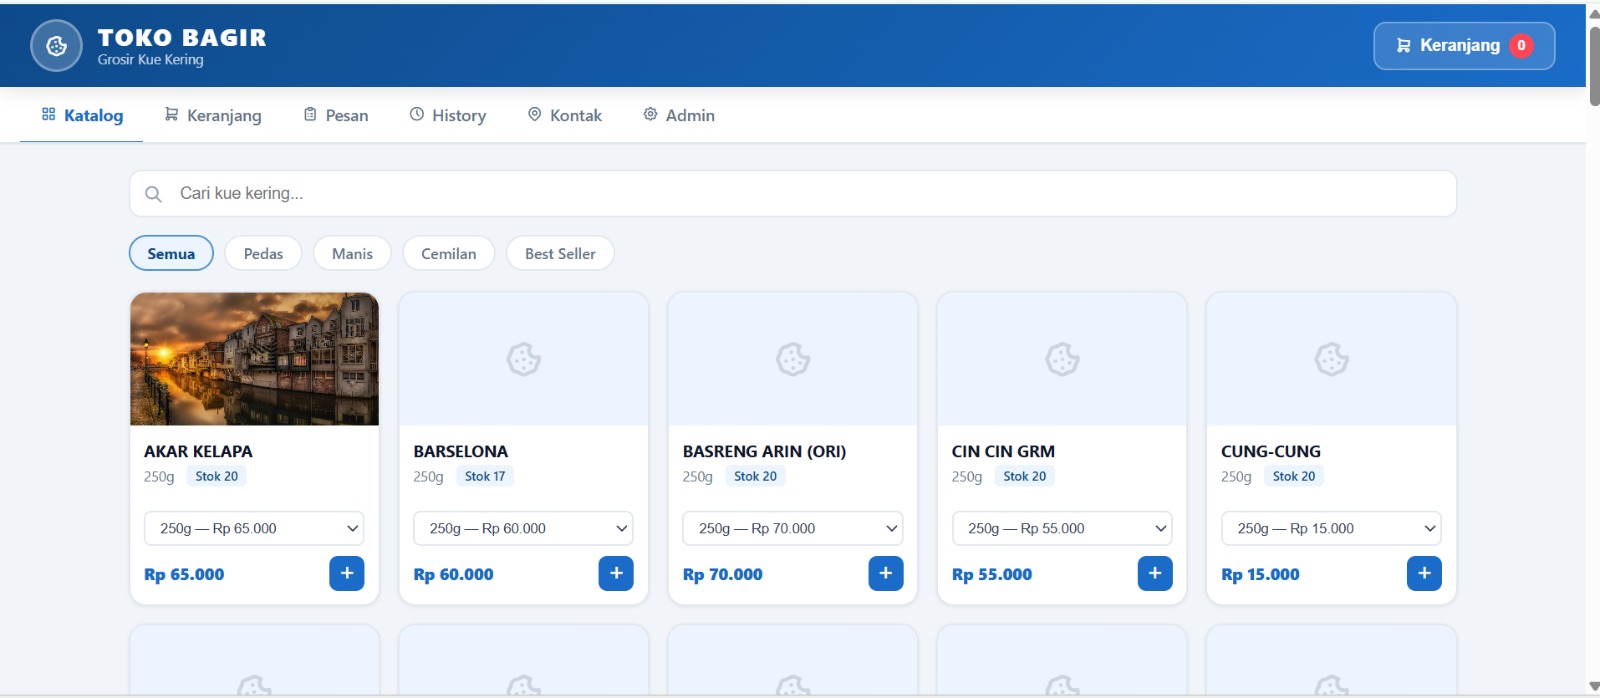 TOKO BAGIR
Grosir Kue Kering
Keranjang 0
Katalog
Keranjang
Pesan
History
Kontak
Admin
Cari kue kering...
Semua
Pedas
Manis
Cemilan
Best Seller
AKAR KELAPA
250g Stok 20
250g — Rp 65.000
Rp 65.000 +
BARSELONA
250g Stok 17
250g — Rp 60.000
Rp 60.000 +
BASRENG ARIN (ORI)
250g Stok 20
250g — Rp 70.000
Rp 70.000 +
CIN CIN GRM
250g Stok 20
250g — Rp 55.000
Rp 55.000 +
CUNG-CUNG
250g Stok 20
250g — Rp 15.000
Rp 15.000 +